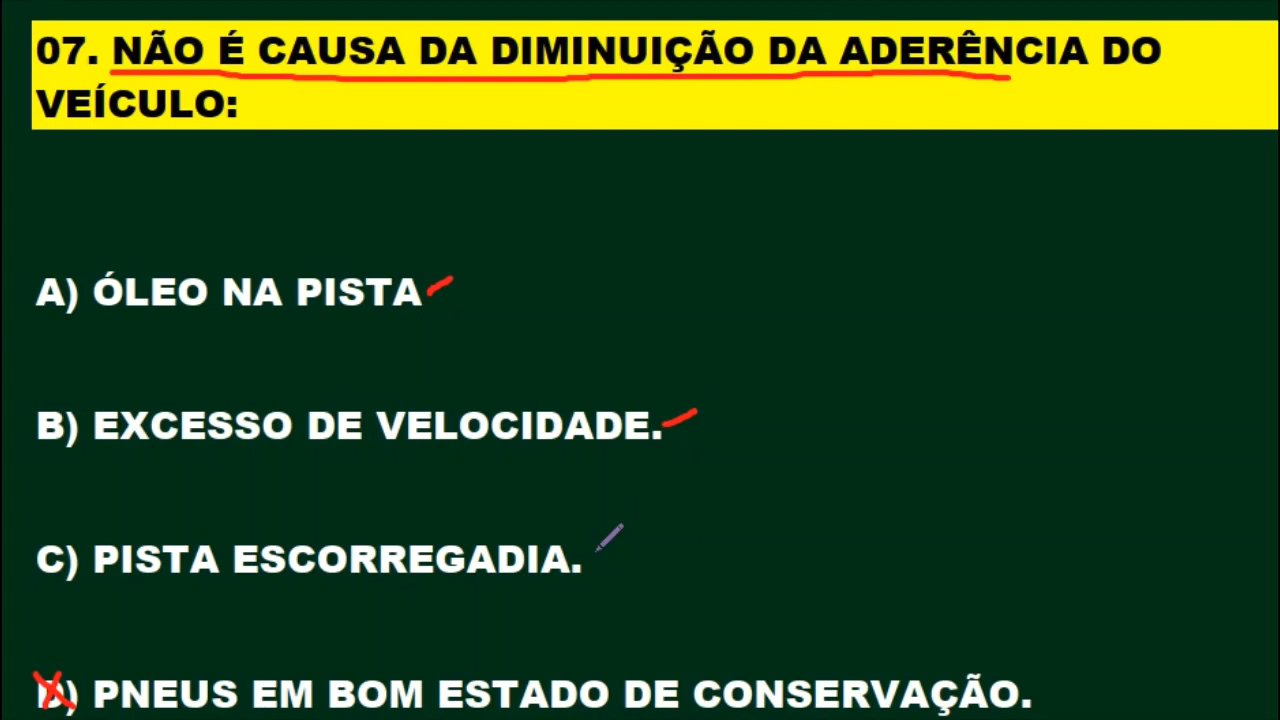 07. NÃO É CAUSA DA DIMINUIÇÃO DA ADERÊNCIA DO
VEÍCULO:
A) ÓLEO NA PISTA
B) EXCESSO DE VELOCIDADE.
C) PISTA ESCORREGADIA.
D) PNEUS EM BOM ESTADO DE CONSERVAÇÃO.